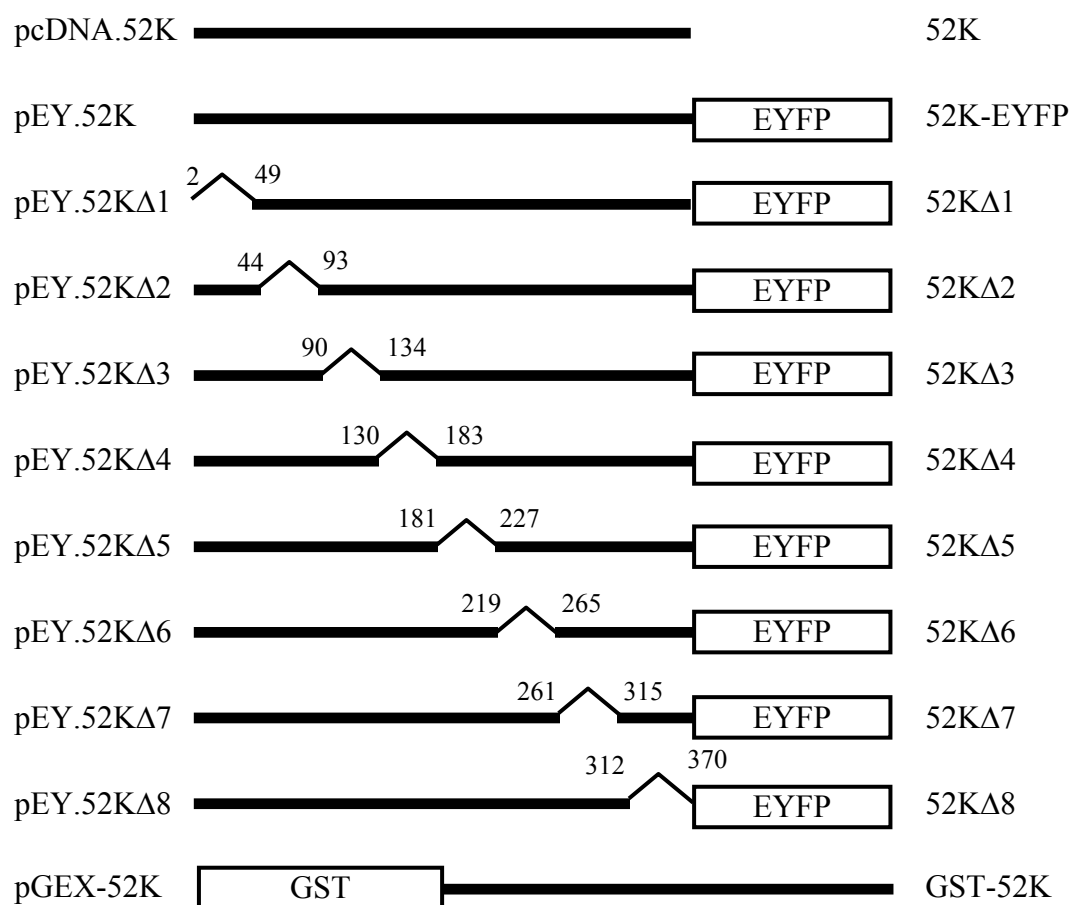 pcDNA.52K 52K
pEY.52K EYFP 52K-EYFP
2 49
pEY.52KΔ1 EYFP 52KΔ1
44 93
pEY.52KΔ2 EYFP 52KΔ2
90 134
pEY.52KΔ3 EYFP 52KΔ3
130 183
pEY.52KΔ4 EYFP 52KΔ4
181 227
pEY.52KΔ5 EYFP 52KΔ5
219 265
pEY.52KΔ6 EYFP 52KΔ6
261 315
pEY.52KΔ7 EYFP 52KΔ7
312 370
pEY.52KΔ8 EYFP 52KΔ8
pGEX-52K GST GST-52K